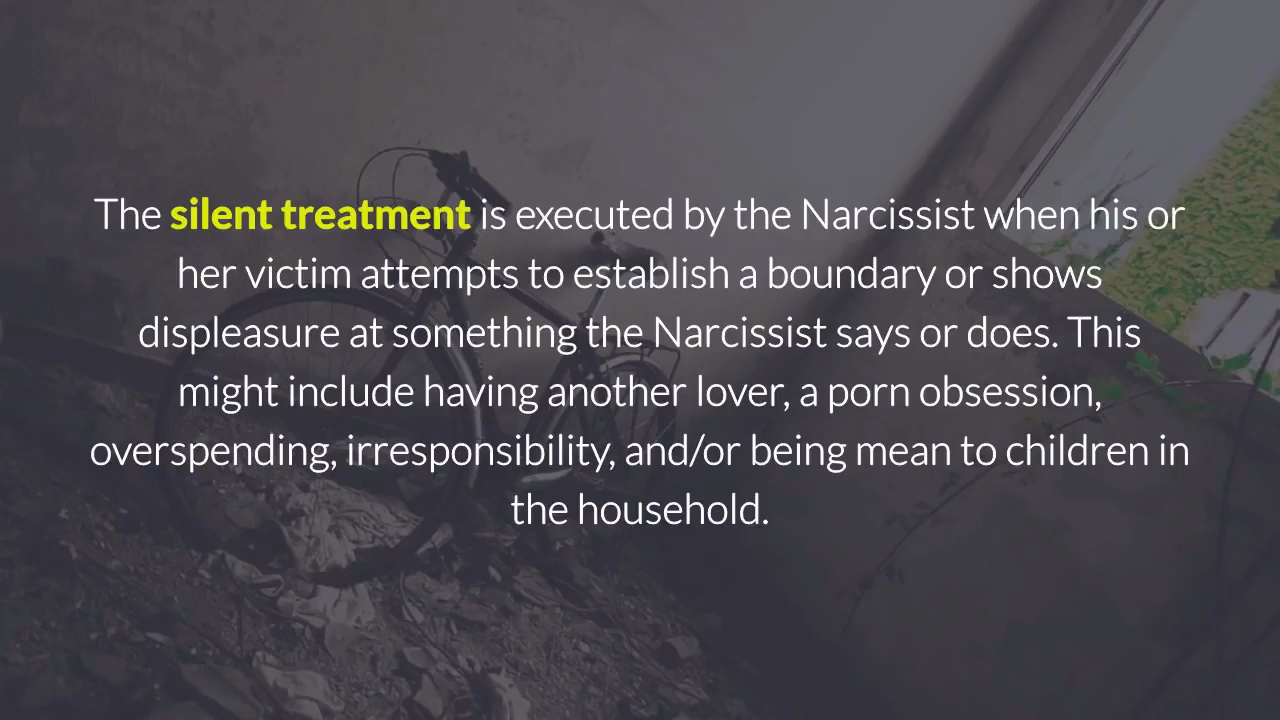 The silent treatment is executed by the Narcissist when his or
her victim attempts to establish a boundary or shows
displeasure at something the Narcissist says or does. This
might include having another lover, a porn obsession,
overspending, irresponsibility, and/or being mean to children in
the household.